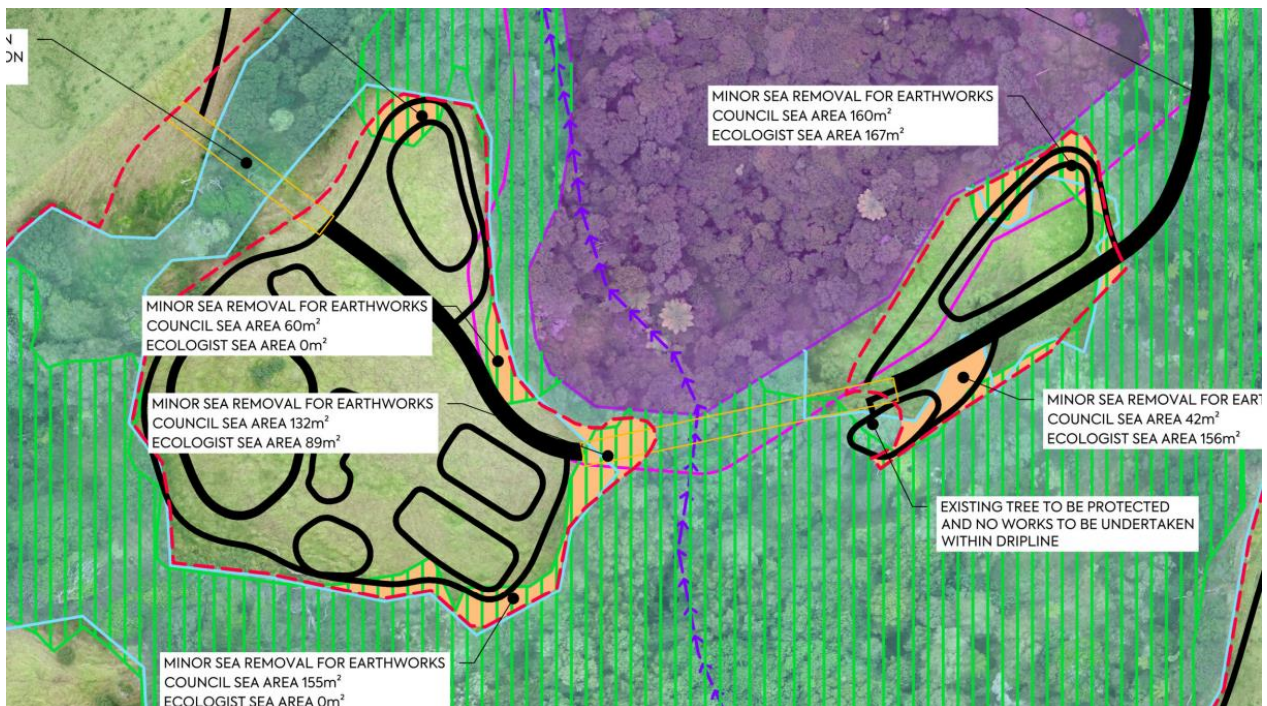 N
ON
MINOR SEA REMOVAL FOR EARTHWORKS
COUNCIL SEA AREA 160m²
ECOLOGIST SEA AREA 167m²
MINOR SEA REMOVAL FOR EARTHWORKS
COUNCIL SEA AREA 60m²
ECOLOGIST SEA AREA 0m²
MINOR SEA REMOVAL FOR EARTHWORKS
COUNCIL SEA AREA 132m²
ECOLOGIST SEA AREA 89m²
MINOR SEA REMOVAL FOR EART
COUNCIL SEA AREA 42m²
ECOLOGIST SEA AREA 156m²
EXISTING TREE TO BE PROTECTED
AND NO WORKS TO BE UNDERTAKEN
WITHIN DRIPLINE
MINOR SEA REMOVAL FOR EARTHWORKS
COUNCIL SEA AREA 155m²
ECOLOGIST SEA AREA 0m²